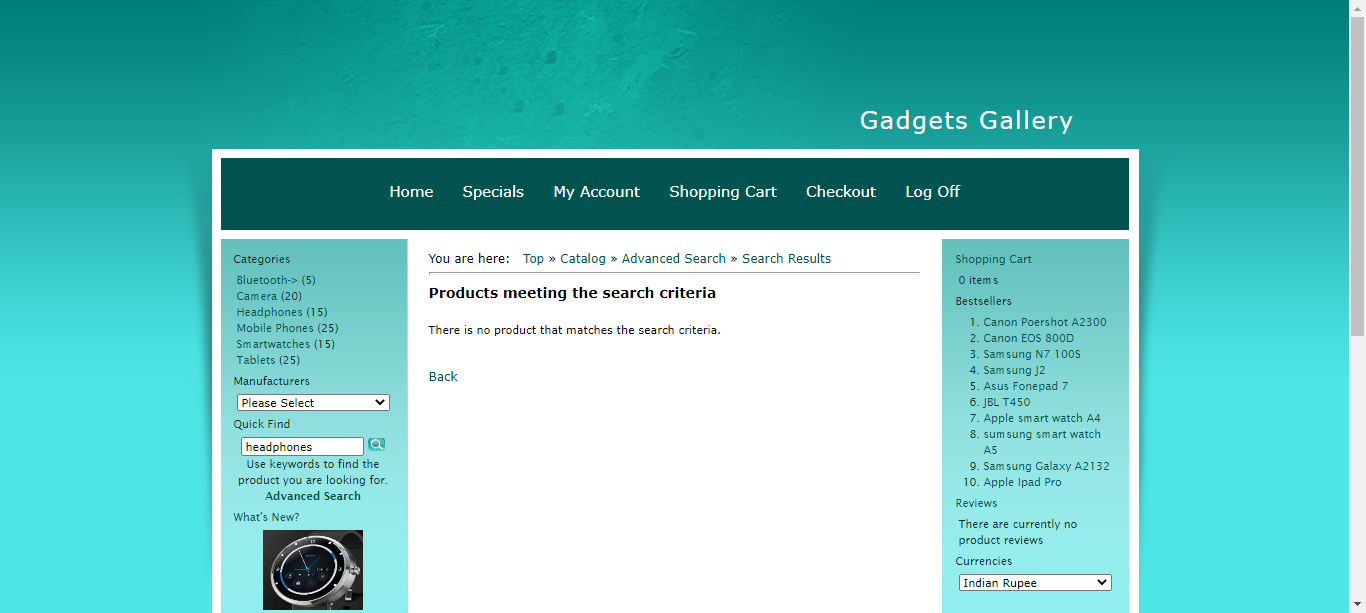 Gadgets Gallery
Home Specials My Account Shopping Cart Checkout Log Off
Categories
Bluetooth-> (5)
Camera (20)
Headphones (15)
Mobile Phones (25)
Smartwatches (15)
Tablets (25)
Manufacturers
Please Select
Quick Find
headphones
Use keywords to find the
product you are looking for.
Advanced Search
What's New?
You are here: Top » Catalog » Advanced Search » Search Results
Products meeting the search criteria
There is no product that matches the search criteria.
Back
Shopping Cart
0 items
Bestsellers
1. Canon Poershot A2300
2. Canon EOS 800D
3. Samsung N7 100S
4. Samsung J2
5. Asus Fonepad 7
6. JBL T450
7. Apple smart watch A4
8. sumsung smart watch
A5
9. Samsung Galaxy A2132
10. Apple Ipad Pro
Reviews
There are currently no
product reviews
Currencies
Indian Rupee